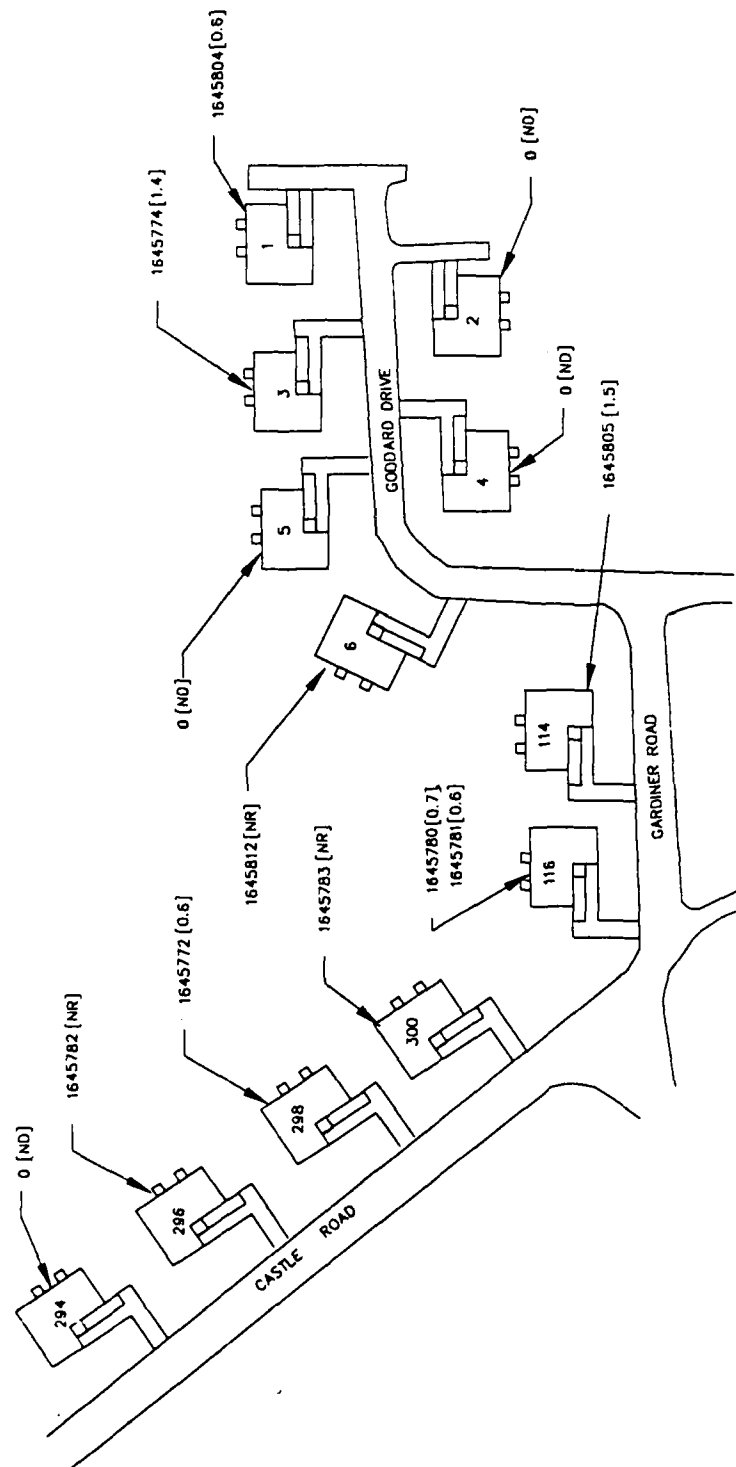 0 [ND]
1645782 [NR]
1645772 [0.6]
1645783 [NR]
1645812 [NR]
1645780 [0.7]
1645781 [0.6]
0 [ND]
1645774 [1.4]
1645804 [0.6]
294
296
298
300
116
114
6
5
3
1
4
2
CASTLE ROAD
GARDINER ROAD
GODDARD DRIVE
1645805 [1.5]
0 [ND]
0 [ND]